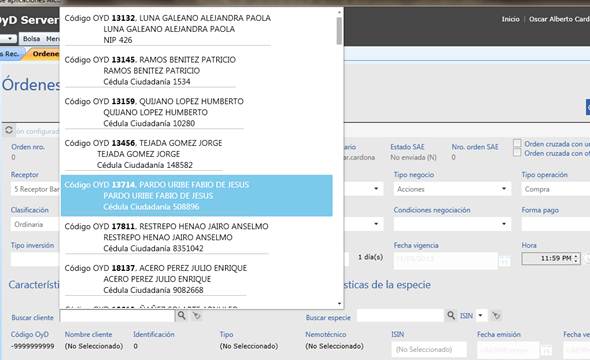 de aplicaciones Alc...
OyD Server
Inicio | Oscar Alberto Card
Bolsa Merc
s Rec. Ordenes
Órdenes
Código OYD 13132, LUNA GALEANO ALEJANDRA PAOLA
LUNA GALEANO ALEJANDRA PAOLA
NIP 426
Código OYD 13145, RAMOS BENITEZ PATRICIO
RAMOS BENITEZ PATRICIO
Cédula Ciudadanía 1534
Código OYD 13159, QUIJANO LOPEZ HUMBERTO
QUIJANO LOPEZ HUMBERTO
Cédula Ciudadanía 10280
Código OYD 13456, TEJADA GOMEZ JORGE
TEJADA GOMEZ JORGE
Cédula Ciudadanía 148582
Código OYD 13714, PARDO URIBE FABIO DE JESUS
PARDO URIBE FABIO DE JESUS
Cédula Ciudadanía 508896
Código OYD 17811, RESTREPO HENAO JAIRO ANSELMO
RESTREPO HENAO JAIRO ANSELMO
Cédula Ciudadanía 8351042
Código OYD 18137, ACERO PEREZ JULIO ENRIQUE
ACERO PEREZ JULIO ENRIQUE
Cédula Ciudadanía 9082668
ón configurad
Orden nro.
0
ario
ar.cardona
Estado SAE
No enviada (N)
Nro. orden SAE
0
Orden cruzada con un
Orden cruzada con of
Receptor
5 Receptor Bar
Tipo negocio
Acciones
Tipo operación
Compra
Clasificación
Ordinaria
Condiciones negociación
Forma pago
Tipo inversión
1 día(s)
Fecha vigencia
Hora
11:59 PM
Caracterís
sticas de la especie
Buscar cliente
Buscar especie
ISIN
Código OyD
-9999999999
Nombre cliente
(No Seleccionado)
Identificación
0
Tipo
(No Seleccionado)
Nemotécnico
(No Seleccionado)
ISIN
(No Seleccionado)
Fecha emisión
Fecha ve